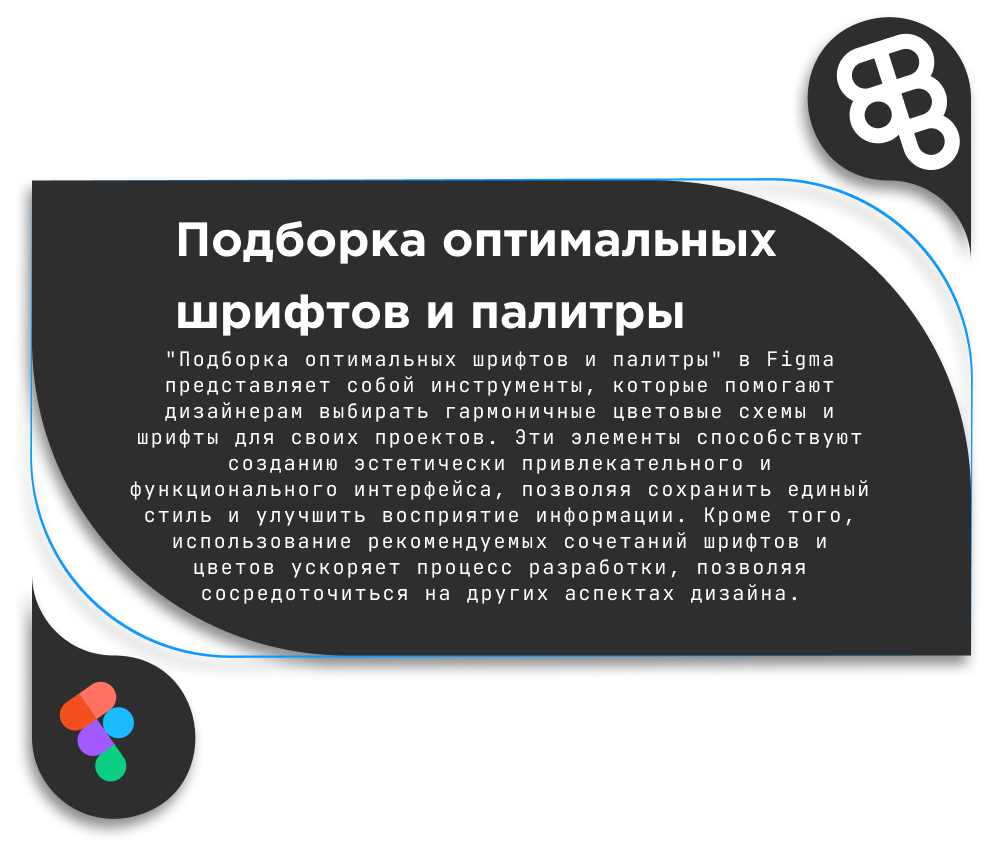 Подборка оптимальных
шрифтов и палитры
"Подборка оптимальных шрифтов и палитры" в Figma
представляет собой инструменты, которые помогают
дизайнерам выбирать гармоничные цветовые схемы и
шрифты для своих проектов. Эти элементы способствуют
созданию эстетически привлекательного и
функционального интерфейса, позволяя сохранить единый
стиль и улучшить восприятие информации. Кроме того,
использование рекомендуемых сочетаний шрифтов и
цветов ускоряет процесс разработки, позволяя
сосредоточиться на других аспектах дизайна.